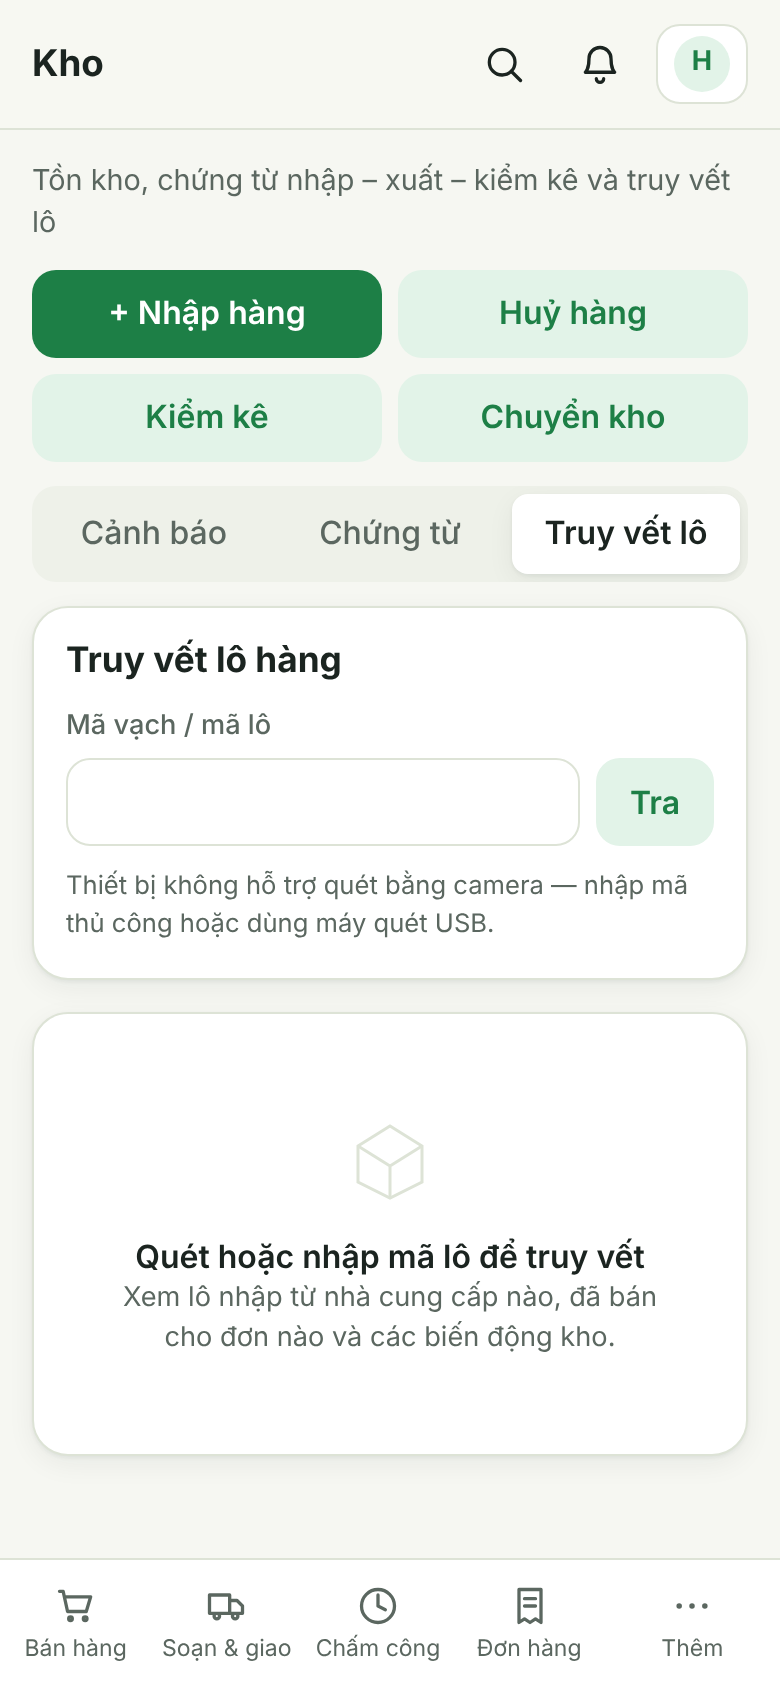 Kho
H
Tồn kho, chứng từ nhập – xuất – kiểm kê và truy vết
lô
+ Nhập hàng
Huỷ hàng
Kiểm kê
Chuyển kho
Cảnh báo
Chứng từ
Truy vết lô
Truy vết lô hàng
Mã vạch / mã lô
Tra
Thiết bị không hỗ trợ quét bằng camera — nhập mã
thủ công hoặc dùng máy quét USB.
Quét hoặc nhập mã lô để truy vết
Xem lô nhập từ nhà cung cấp nào, đã bán
cho đơn nào và các biến động kho.
Bán hàng
Soạn & giao
Chấm công
Đơn hàng
Thêm